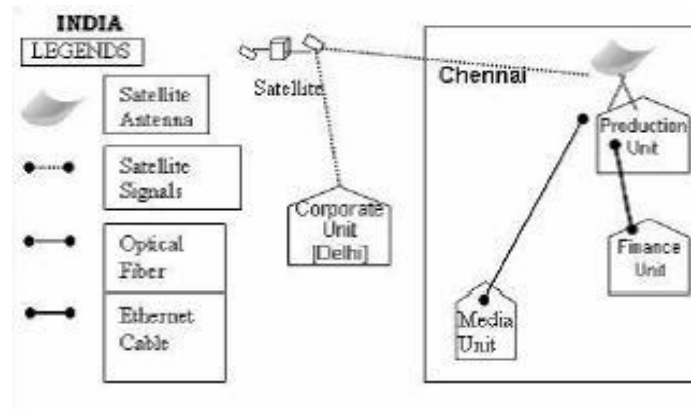 INDIA
LEGENDS
Satellite
Antenna
Satellite
Signals
Optical
Fiber
Ethernet
Cable
Satellite
Corporate
Unit
[Delhi]
Chennai
Production
Unit
Finance
Unit
Media
Unit